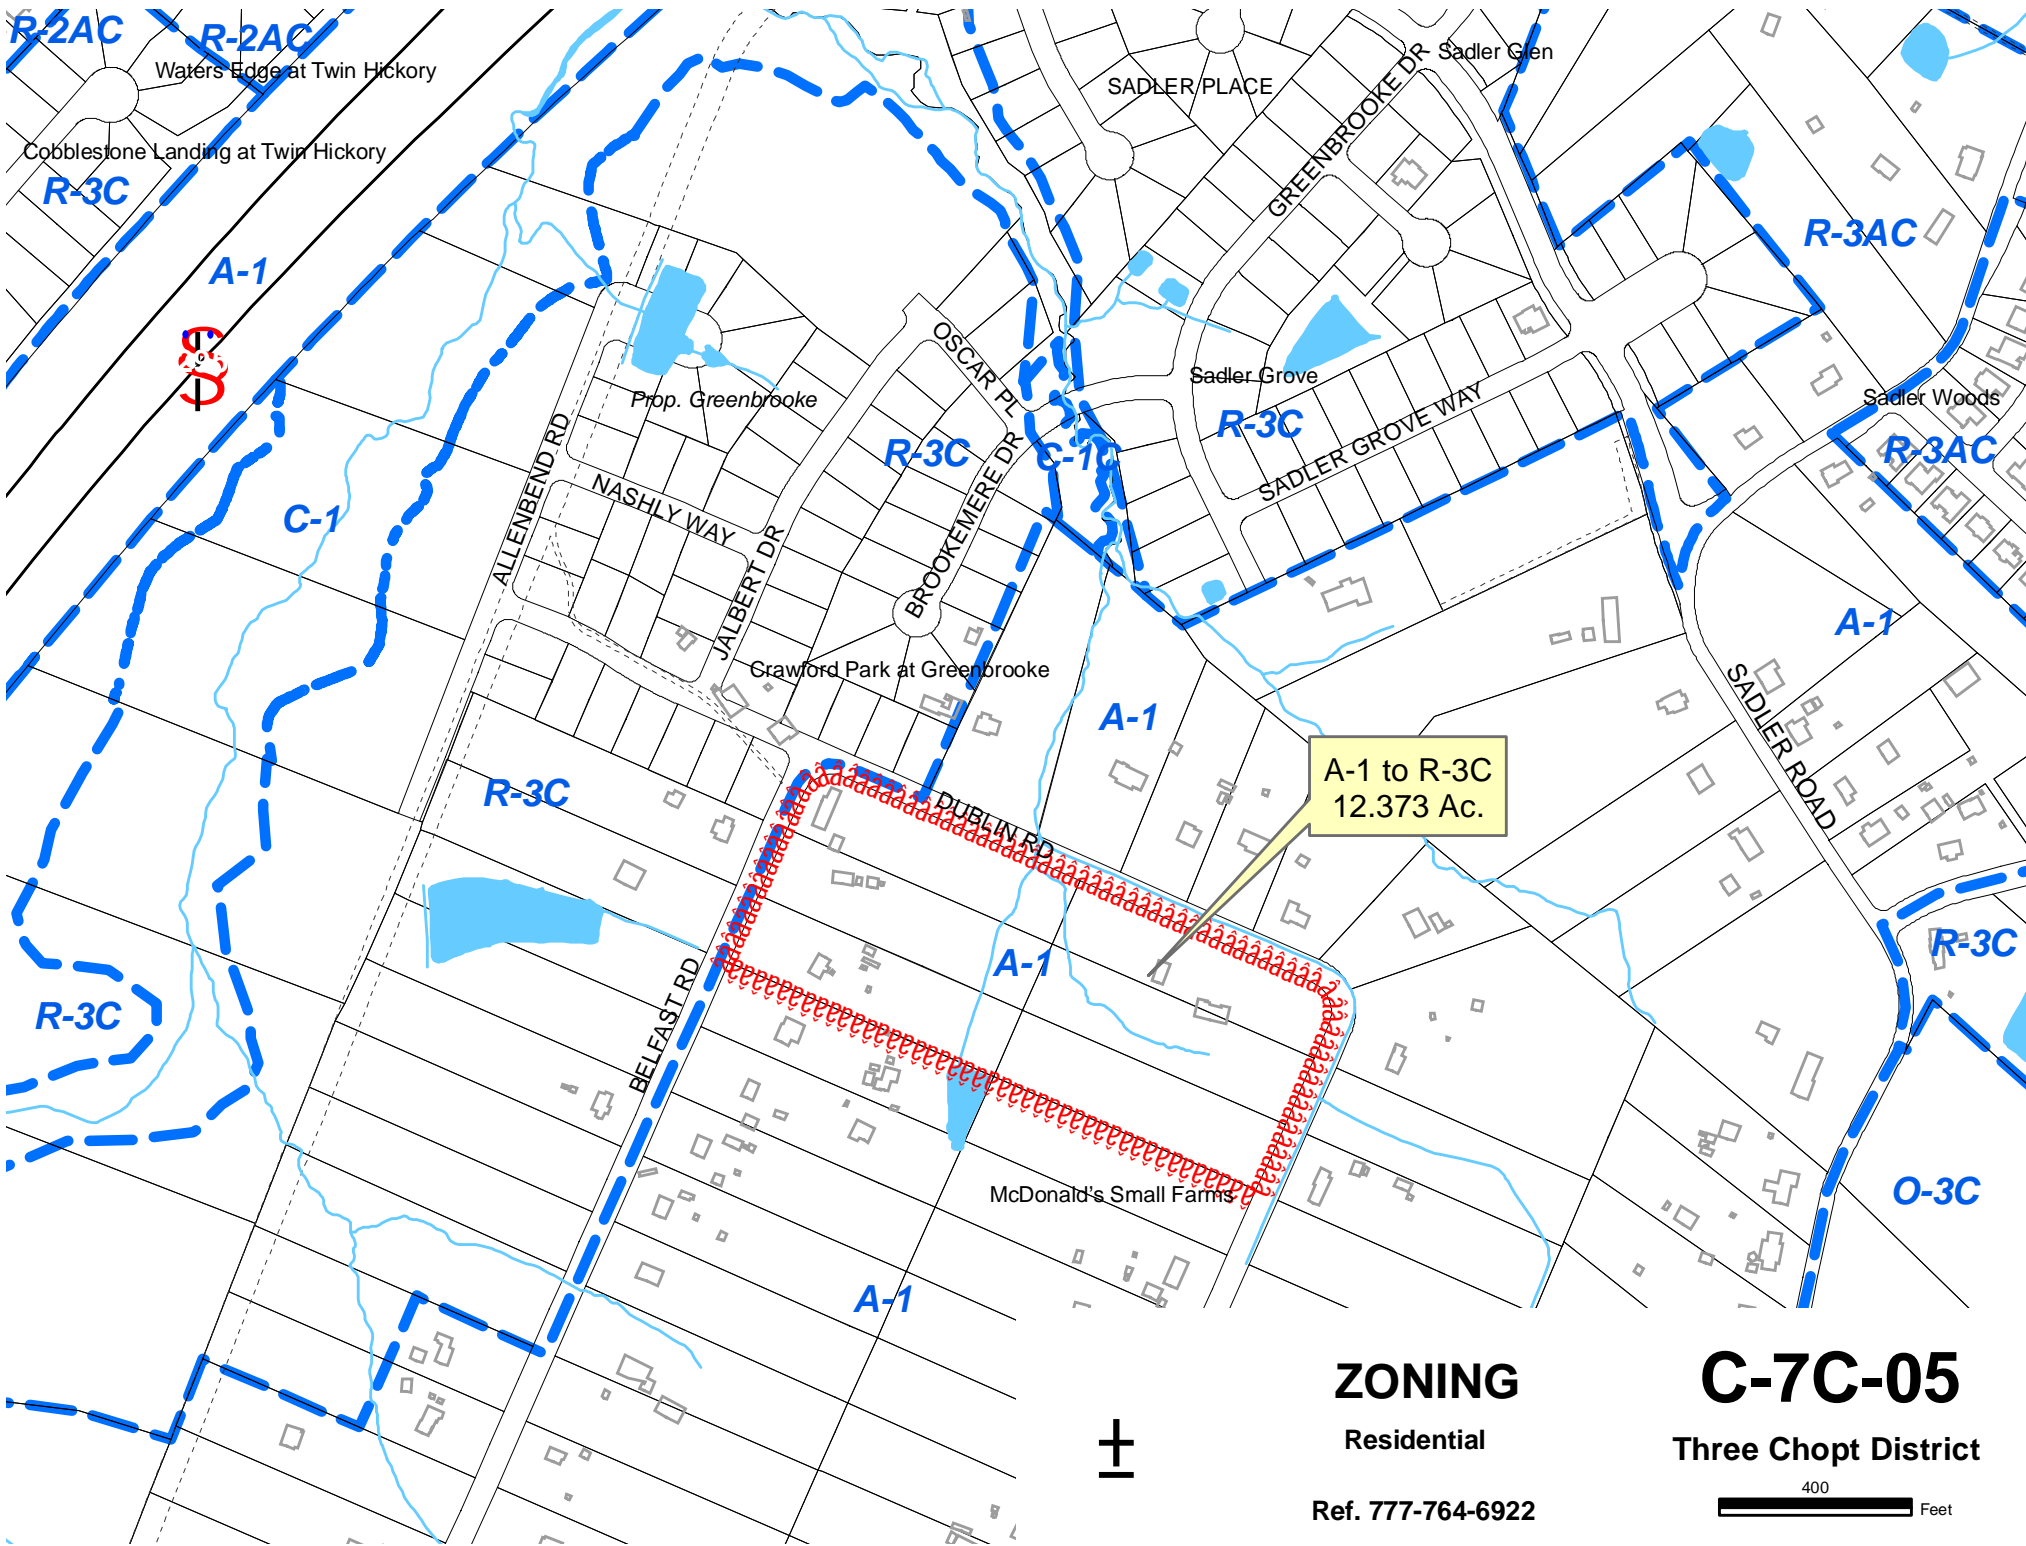 R-2AC
R-2AC
Waters Edge at Twin Hickory
Cobblestone Landing at Twin Hickory
R-3C
A-1
SADLER PLACE
Sadler Glen
GREENBROOKE DR
R-3AC
OSCAR PL
Sadler Grove
Prop. Greenbrooke
Sadler Woods
R-3C
R-3C
C-1C
SADLER GROVE WAY
R-3AC
ALLENBEND RD
NASHLY WAY
C-1
JALBERT DR
BROOKEMERE DR
A-1
Crawford Park at Greenbrooke
A-1
SADLER ROAD
A-1 to R-3C
12.373 Ac.
R-3C
DUBLIN RD
A-1
R-3C
R-3C
BELFAST RD
McDonald's Small Farms
O-3C
A-1
ZONING
Residential
Ref. 777-764-6922
±
C-7C-05
Three Chopt District
400
Feet